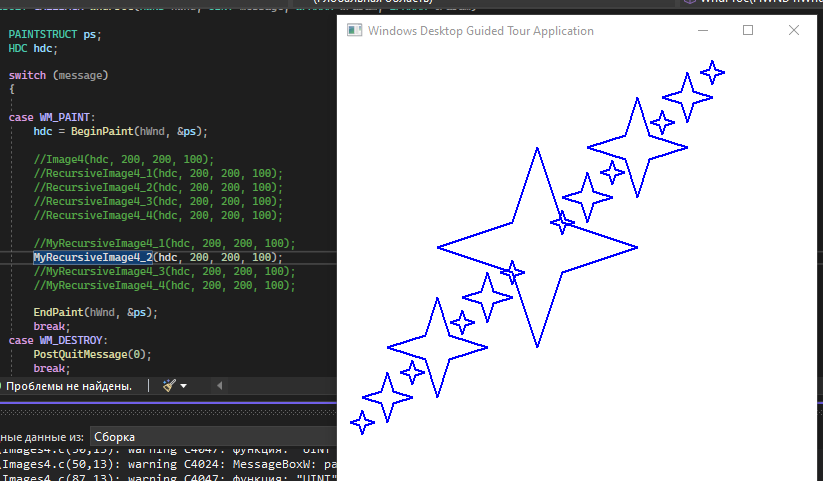 (Глобальная область)
PAINTSTRUCT ps;
HDC hdc;
switch (message)
{
case WM_PAINT:
hdc = BeginPaint(hWnd, &ps);
//Image4(hdc, 200, 200, 100);
//RecursiveImage4_1(hdc, 200, 200, 100);
//RecursiveImage4_2(hdc, 200, 200, 100);
//RecursiveImage4_3(hdc, 200, 200, 100);
//RecursiveImage4_4(hdc, 200, 200, 100);
//MyRecursiveImage4_1(hdc, 200, 200, 100);
MyRecursiveImage4_2(hdc, 200, 200, 100);
//MyRecursiveImage4_3(hdc, 200, 200, 100);
//MyRecursiveImage4_4(hdc, 200, 200, 100);
EndPaint(hWnd, &ps);
break;
case WM_DESTROY:
PostQuitMessage(0);
break;
Windows Desktop Guided Tour Application
Проблемы не найдены.
ные данные из: Сборка
\Images4.c(50,13): warning C4047: функция: "UINT"
\Images4.c(50,13): warning C4024: MessageBoxW: ра
\Images4.c(87,13): warning C4047: функция: "UINT"